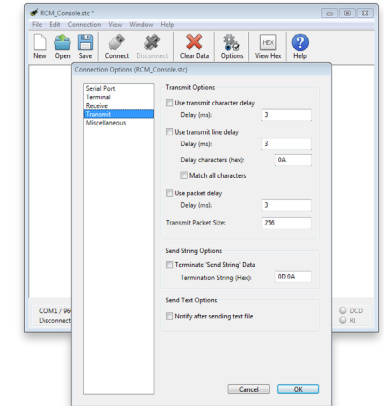 RCM_Console.stc *
File Edit Connection View Window Help
New Open Save Connect Disconnect Clear Data Options View Hex Help
HEX
Connection Options (RCM_Console.stc)
Serial Port
Terminal
Receive
Transmit
Miscellaneous
Transmit Options
Use transmit character delay
Delay (ms): 3
Use transmit line delay
Delay (ms): 3
Delay characters (hex): 0A
Match all characters
Use packet delay
Delay (ms): 3
Transmit Packet Size: 256
Send String Options
Terminate 'Send String' Data
Termination String (Hex): 0D 0A
Send Text Options
Notify after sending text file
COM1 / 96
Disconnect
DCD
RI
Cancel OK